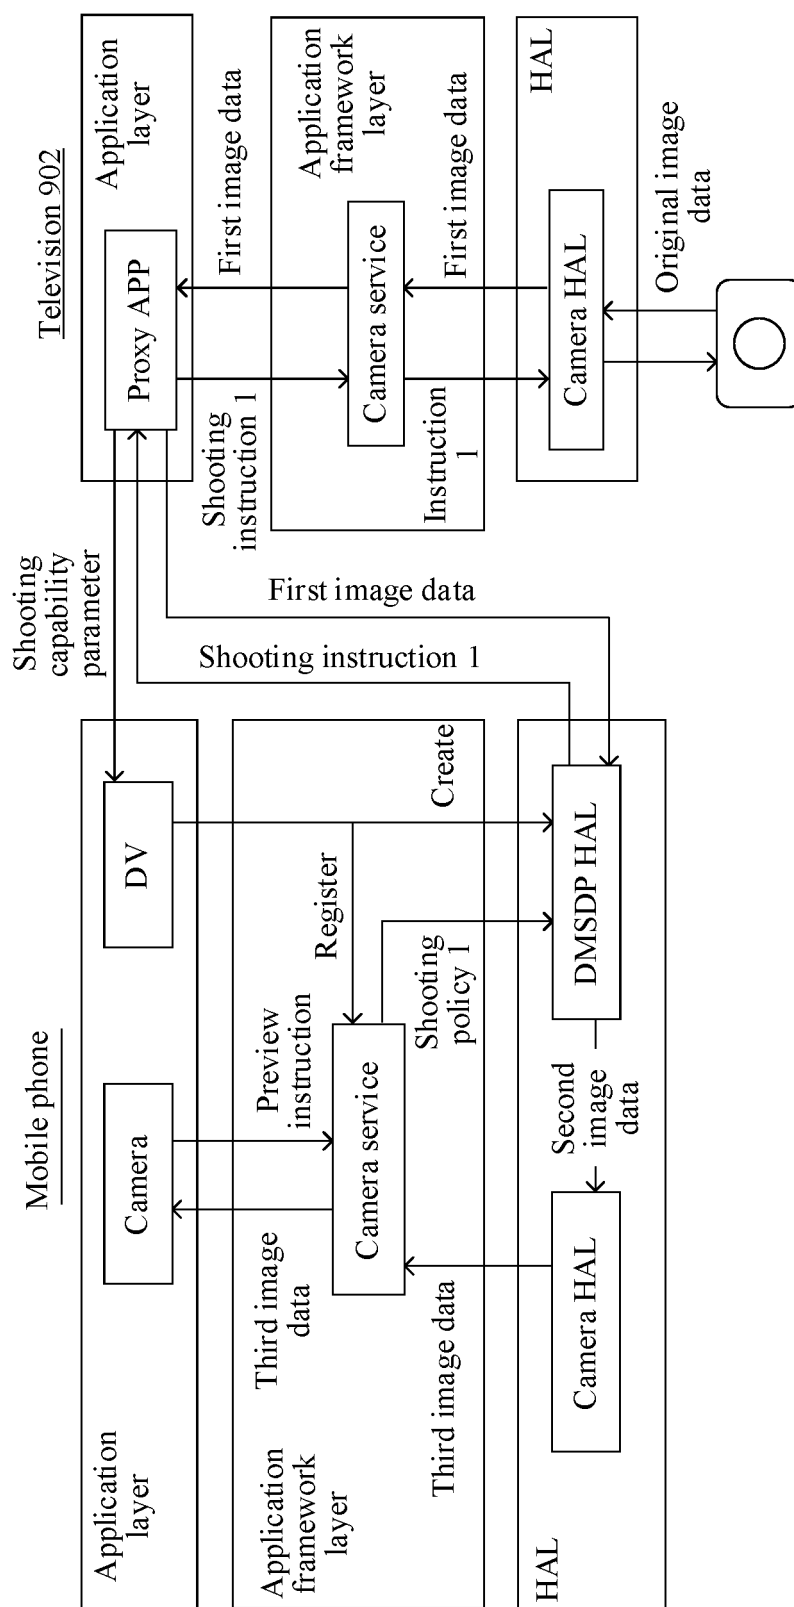 Mobile phone
Application
layer
Camera
DV
Application
framework
layer
Third image
data
Preview
instruction
Register
Create
Camera service
Third image data
Shooting
policy 1
HAL
Camera HAL
Second
image
data
DMSDP HAL
Shooting
capability
parameter
First image data
Shooting instruction 1
Television 902
Application
layer
Proxy APP
Shooting
instruction 1
First image data
Application
framework
layer
Camera service
Instruction
1
First image data
HAL
Camera HAL
Original image
data